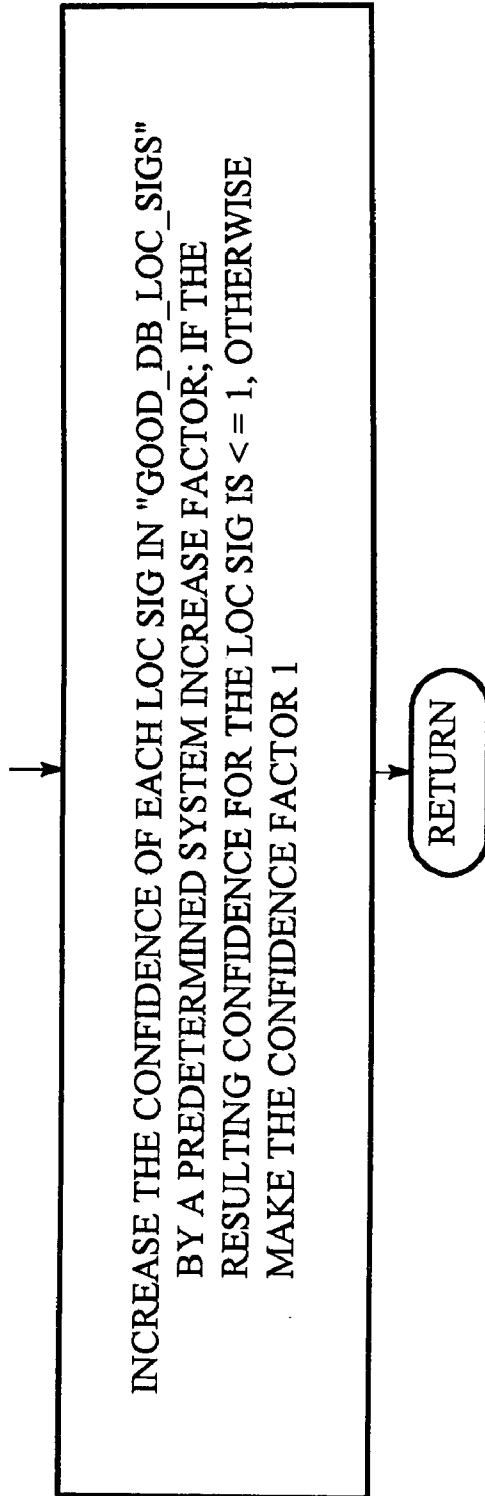 INCREASE THE CONFIDENCE OF EACH LOC SIG IN "GOOD_DB_LOC_SIGS"
BY A PREDETERMINED SYSTEM INCREASE FACTOR; IF THE
RESULTING CONFIDENCE FOR THE LOC SIG IS < = 1, OTHERWISE
MAKE THE CONFIDENCE FACTOR 1
RETURN